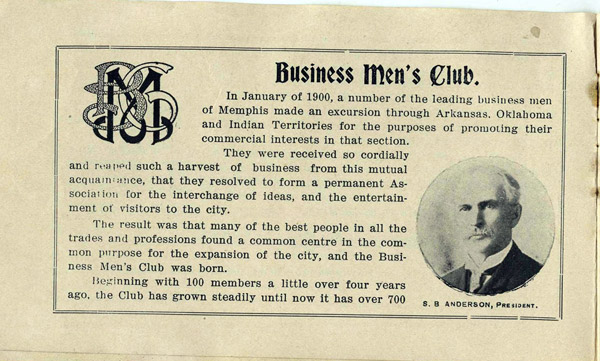 BMC
Business Men's Club.
In January of 1900, a number of the leading business men
of Memphis made an excursion through Arkansas, Oklahoma
and Indian Territories for the purposes of promoting their
commercial interests in that section.
They were received so cordially
and reaped such a harvest of business from this mutual
acquaintance, that they resolved to form a permanent As-
sociation for the interchange of ideas, and the entertain-
ment of visitors to the city.
The result was that many of the best people in all the
trades and professions found a common centre in the com-
mon purpose for the expansion of the city, and the Busi-
ness Men's Club was born.
Beginning with 100 members a little over four years
ago, the Club has grown steadily until now it has over 700
S. B ANDERSON, PRESIDENT.